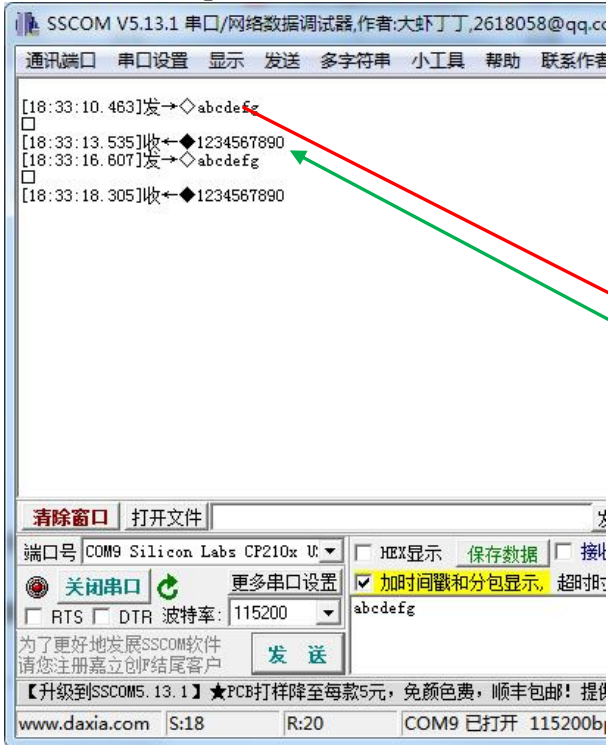 SSCOM V5.13.1 串口/网络数据调试器,作者:大虾丁丁,2618058@qq.co
通讯端口 串口设置 显示 发送 多字符串 小工具 帮助 联系作者
[18:33:10.463]发→◇abcdefg
□
[18:33:13.535]收←◆1234567890
[18:33:16.607]发→◇abcdefg
□
[18:33:18.305]收←◆1234567890
清除窗口 打开文件
端口号 COM9 Silicon Labs CP210x U HEX显示 保存数据 接收
关闭串口 更多串口设置 加时间戳和分包显示, 超时时
RTS DTR 波特率: 115200 abcdefg
为了更好地发展SSCOM软件
请您注册嘉立创F结尾客户
发 送
【升级到SSCOM5.13.1】★PCB打样降至每款5元，免颜色费，顺丰包邮！提供
www.daxia.com S:18 R:20 COM9 已打开 115200bp